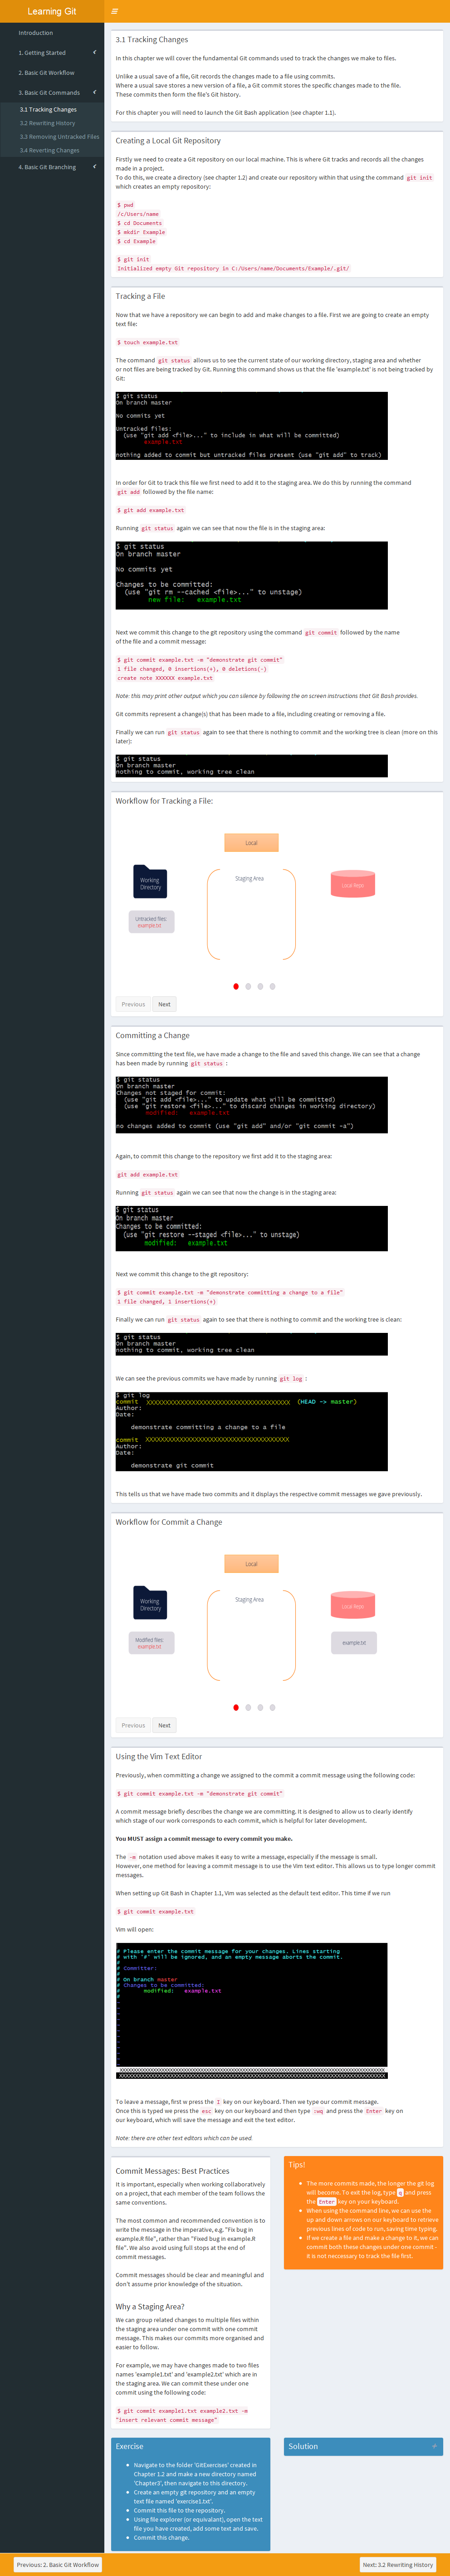 Learning Git
Introduction
1. Getting Started
2. Basic Git Workflow
3. Basic Git Commands
3.1 Tracking Changes
3.2 Rewriting History
3.3 Removing Untracked Files
3.4 Reverting Changes
4. Basic Git Branching
3.1 Tracking Changes
In this chapter we will cover the fundamental Git commands used to track the changes we make to files.
Unlike a usual save of a file, Git records the changes made to a file using commits.
Where a usual save stores a new version of a file, a Git commit stores the specific changes made to the file.
These commits then form the file's Git history.
For this chapter you will need to launch the Git Bash application (see chapter 1.1).
Creating a Local Git Repository
Firstly we need to create a Git repository on our local machine. This is where Git tracks and records all the changes
made in a project.
To do this, we create a directory (see chapter 1.2) and create our repository within that using the command git init
which creates an empty repository:
$ pwd
/c/Users/name
$ cd Documents
$ mkdir Example
$ cd Example
$ git init
Initialized empty Git repository in C:/Users/name/Documents/Example/.git/
Tracking a File
Now that we have a repository we can begin to add and make changes to a file. First we are going to create an empty
text file:
$ touch example.txt
The command git status allows us to see the current state of our working directory, staging area and whether
or not files are being tracked by Git. Running this command shows us that the file 'example.txt' is not being tracked by
Git:
$ git status
On branch master
No commits yet
Untracked files:
(use "git add <file>..." to include in what will be committed)
example.txt
nothing added to commit but untracked files present (use "git add" to track)
In order for Git to track this file we first need to add it to the staging area. We do this by running the command
git add followed by the file name:
$ git add example.txt
Running git status again we can see that now the file is in the staging area:
$ git status
On branch master
No commits yet
Changes to be committed:
(use "git rm --cached <file>..." to unstage)
new file: example.txt
Next we commit this change to the git repository using the command git commit followed by the name
of the file and a commit message:
$ git commit example.txt -m "demonstrate git commit"
1 file changed, 0 insertions(+), 0 deletions(-)
create note XXXXXX example.txt
Note: this may print other output which you can silence by following the on screen instructions that Git Bash provides.
Git commits represent a change(s) that has been made to a file, including creating or removing a file.
Finally we can run git status again to see that there is nothing to commit and the working tree is clean (more on this
later):
$ git status
On branch master
nothing to commit, working tree clean
Workflow for Tracking a File:
Local
Working
Directory
Staging Area
Local Repo
Untracked files:
example.txt
Previous Next
Committing a Change
Since committing the text file, we have made a change to the file and saved this change. We can see that a change
has been made by running git status :
$ git status
On branch master
Changes not staged for commit:
(use "git add <file>..." to update what will be committed)
(use "git restore <file>..." to discard changes in working directory)
modified: example.txt
no changes added to commit (use "git add" and/or "git commit -a")
Again, to commit this change to the repository we first add it to the staging area:
git add example.txt
Running git status again we can see that now the change is in the staging area:
$ git status
On branch master
Changes to be committed:
(use "git restore --staged <file>..." to unstage)
modified: example.txt
Next we commit this change to the git repository:
$ git commit example.txt -m "demonstrate committing a change to a file"
1 file changed, 1 insertions(+)
Finally we can run git status again to see that there is nothing to commit and the working tree is clean:
$ git status
On branch master
nothing to commit, working tree clean
We can see the previous commits we have made by running git log :
$ git log
commit XXXXXXXXXXXXXXXXXXXXXXXXXXXXXXXXXXXXXXXX (HEAD -> master)
Author:
Date:
demonstrate committing a change to a file
commit XXXXXXXXXXXXXXXXXXXXXXXXXXXXXXXXXXXXXXXX
Author:
Date:
demonstrate git commit
This tells us that we have made two commits and it displays the respective commit messages we gave previously.
Workflow for Commit a Change
Local
Working
Directory
Staging Area
Local Repo
Modified files:
example.txt
example.txt
Previous Next
Using the Vim Text Editor
Previously, when committing a change we assigned to the commit a commit message using the following code:
$ git commit example.txt -m "demonstrate git commit"
A commit message briefly describes the change we are committing. It is designed to allow us to clearly identify
which stage of our work corresponds to each commit, which is helpful for later development.
You MUST assign a commit message to every commit you make.
The -m notation used above makes it easy to write a message, especially if the message is small.
However, one method for leaving a commit message is to use the Vim text editor. This allows us to type longer commit
messages.
When setting up Git Bash in Chapter 1.1, Vim was selected as the default text editor. This time if we run
$ git commit example.txt
Vim will open:
# Please enter the commit message for your changes. Lines starting
# with '#' will be ignored, and an empty message aborts the commit.
#
# Committer:
#
# On branch master
# Changes to be committed:
# modified: example.txt
#
To leave a message, first w press the I key on our keyboard. Then we type our commit message.
Once this is typed we press the esc key on our keyboard and then type :wq and press the Enter key on
our keyboard, which will save the message and exit the text editor.
Note: there are other text editors which can be used.
Commit Messages: Best Practices
It is important, especially when working collaboratively
on a project, that each member of the team follows the
same conventions.
The most common and recommended convention is to
write the message in the imperative, e.g. "Fix bug in
example.R file", rather than "Fixed bug in example.R
file". We also avoid using full stops at the end of
commit messages.
Commit messages should be clear and meaningful and
don't assume prior knowledge of the situation.
Why a Staging Area?
We can group related changes to multiple files within
the staging area under one commit with one commit
message. This makes our commits more organised and
easier to follow.
For example, we may have changes made to two files
names 'example1.txt' and 'example2.txt' which are in
the staging area. We can commit these under one
commit using the following code:
$ git commit example1.txt example2.txt -m
"insert relevant commit message"
Tips!
The more commits made, the longer the git log
will become. To exit the log, type q and press
the Enter key on your keyboard.
When using the command line, we can use the
up and down arrows on our keyboard to retrieve
previous lines of code to run, saving time typing.
If we create a file and make a change to it, we can
commit both these changes under one commit -
it is not neccessary to track the file first.
Exercise
Navigate to the folder 'GitExercises' created in
Chapter 1.2 and make a new directory named
'Chapter3', then navigate to this directory.
Create an empty git repository and an empty
text file named 'exercise1.txt'.
Commit this file to the repository.
Using file explorer (or equivalent), open the text
file you have created, add some text and save.
Commit this change.
Solution
Previous: 2. Basic Git Workflow
Next: 3.2 Rewriting History